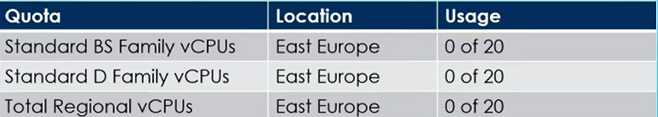 Quota Location Usage
Standard BS Family vCPUs East Europe 0 of 20
Standard D Family vCPUs East Europe 0 of 20
Total Regional vCPUs East Europe 0 of 20